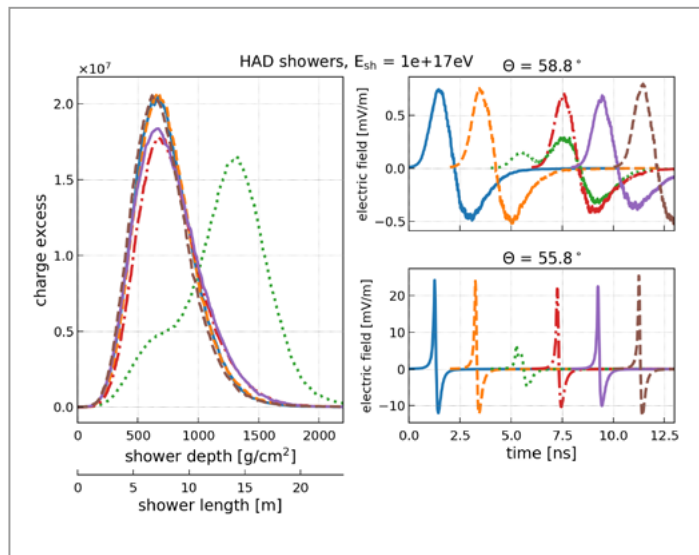 HAD showers, E_sh = 1e+17eV
×10⁷
2.0
1.5
1.0
0.5
0.0
charge excess
0 500 1000 1500 2000
shower depth [g/cm²]
0 5 10 15 20
shower length [m]
Θ = 58.8°
0.5
0.0
−0.5
electric field [mV/m]
Θ = 55.8°
20
10
0
−10
electric field [mV/m]
0.0 2.5 5.0 7.5 10.0 12.5
time [ns]